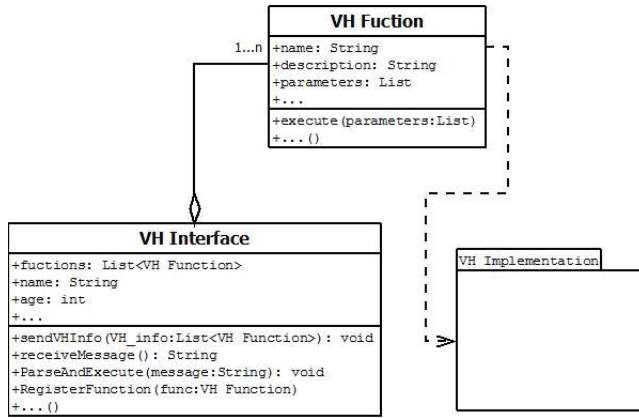 VH Fuction
1...n
+name: String
+description: String
+parameters: List
+...
+execute(parameters:List)
+...()
VH Interface
+fuctions: List<VH Function>
+name: String
+age: int
+...
+sendVHInfo(VH_info:List<VH Function>): void
+receiveMessage(): String
+ParseAndExecute(message:String): void
+RegisterFunction(func:VH Function)
+...()
VH Implementation